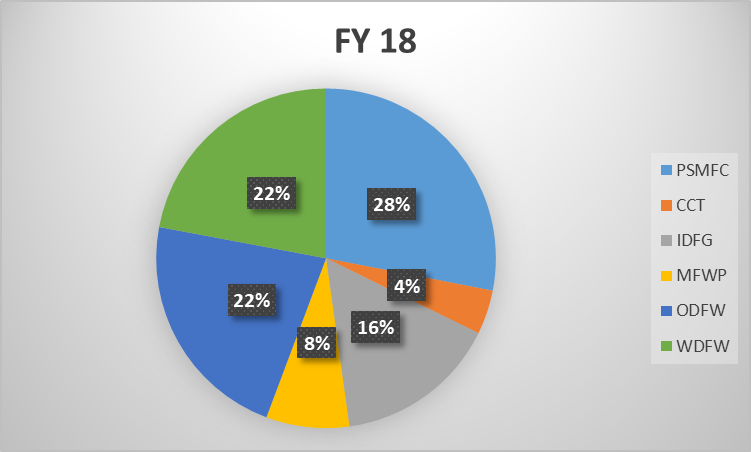 FY 18
22%
28%
4%
22%
16%
8%
PSMFC
CCT
IDFG
MFWP
ODFW
WDFW